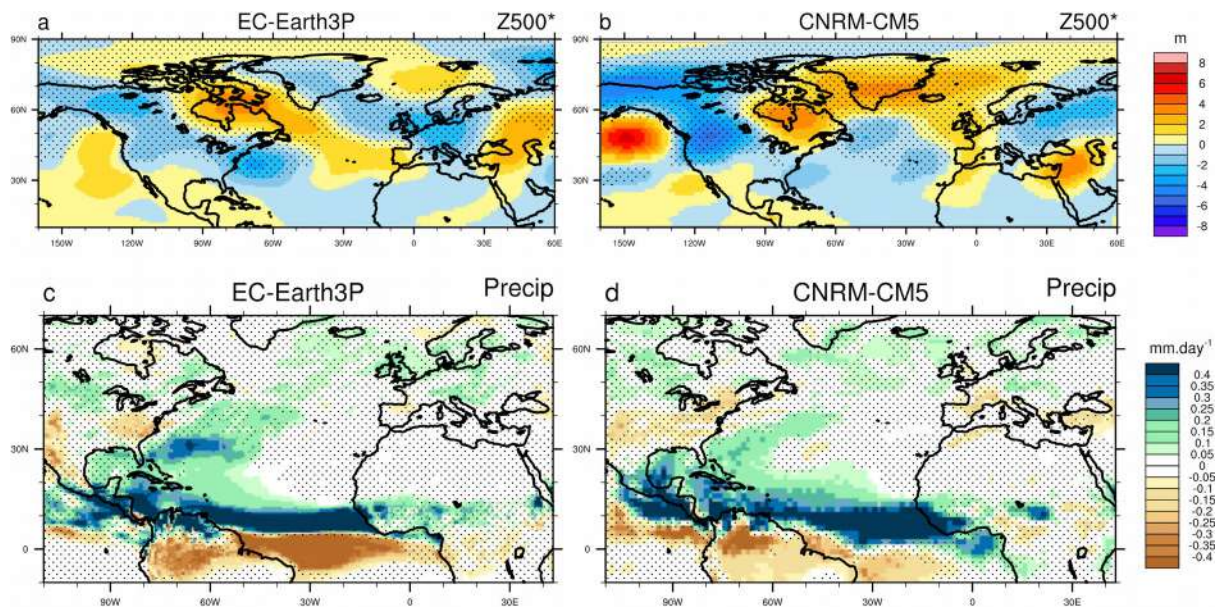 a EC-Earth3P Z500*
b CNRM-CM5 Z500*
m
90N
60N
30N
150W 120W 90W 60W 30W 0 30E 60E
90N
60N
30N
150W 120W 90W 60W 30W 0 30E 60E
8
6
4
2
0
-2
-4
-6
-8
c EC-Earth3P Precip
d CNRM-CM5 Precip
60N
30N
0
90W 60W 30W 0 30E
60N
30N
0
90W 60W 30W 0 30E
mm.day-1
0.4
0.35
0.3
0.25
0.2
0.15
0.1
0.05
0
-0.05
-0.1
-0.15
-0.2
-0.25
-0.3
-0.35
-0.4